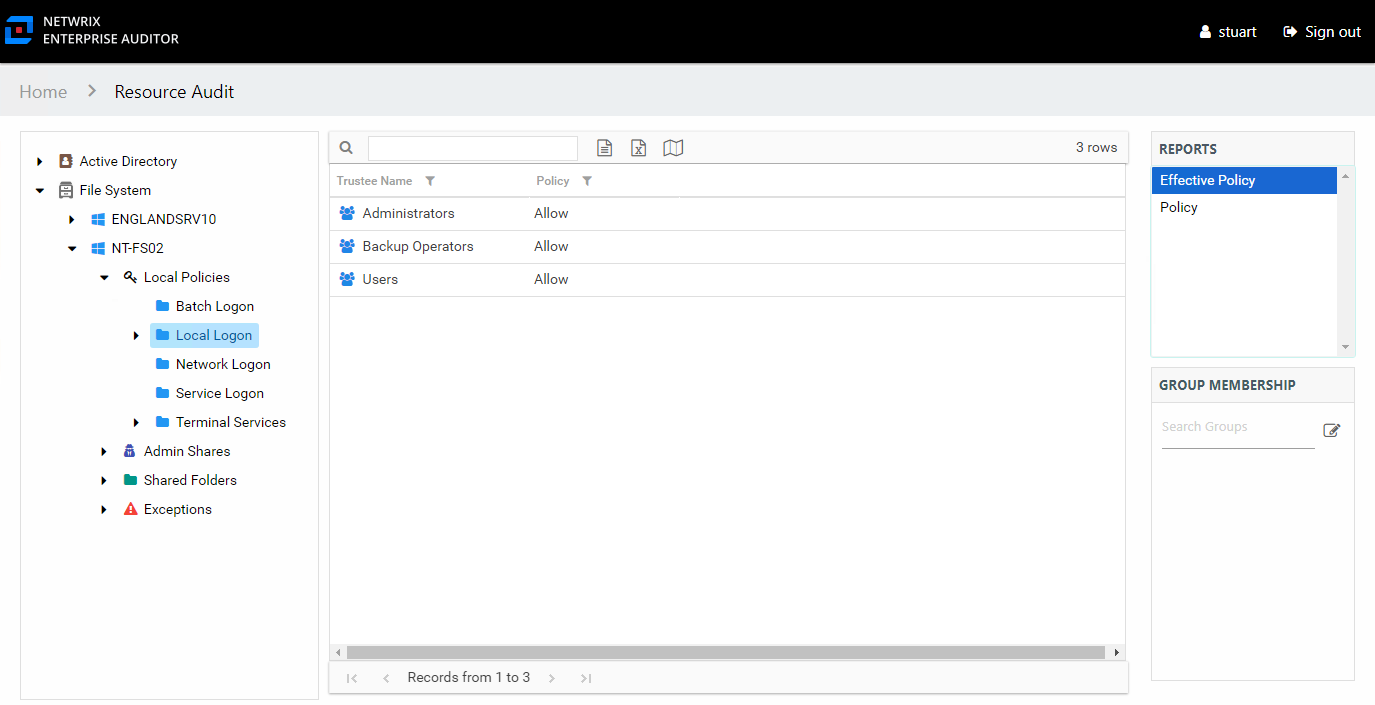 NETWRIX
ENTERPRISE AUDITOR
stuart
Sign out
Home
Resource Audit
Active Directory
File System
ENGLANDSRV10
NT-FS02
Local Policies
Batch Logon
Local Logon
Network Logon
Service Logon
Terminal Services
Admin Shares
Shared Folders
Exceptions
3 rows
Trustee Name Policy
Administrators Allow
Backup Operators Allow
Users Allow
Records from 1 to 3
REPORTS
Effective Policy
Policy
GROUP MEMBERSHIP
Search Groups